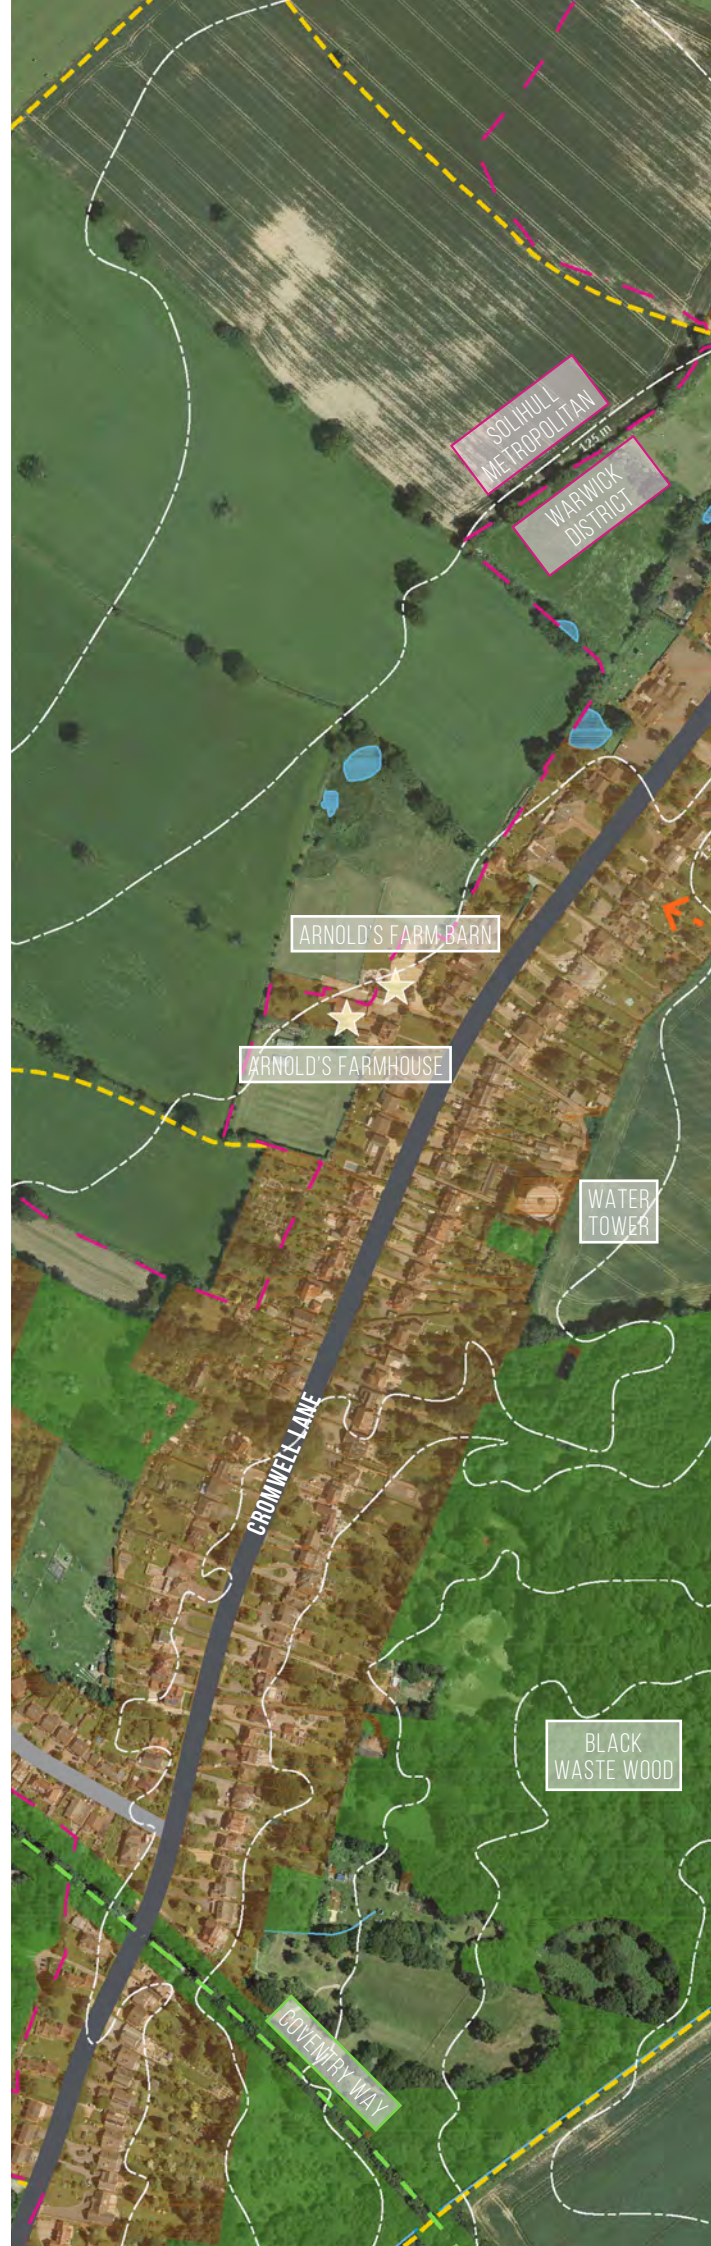 SOLIHULL
METROPOLITAN
125 m
WARWICK
DISTRICT
ARNOLD'S FARM BARN
ARNOLD'S FARMHOUSE
WATER
TOWER
CROMWELL LANE
BLACK
WASTE WOOD
COVENTRY WAY